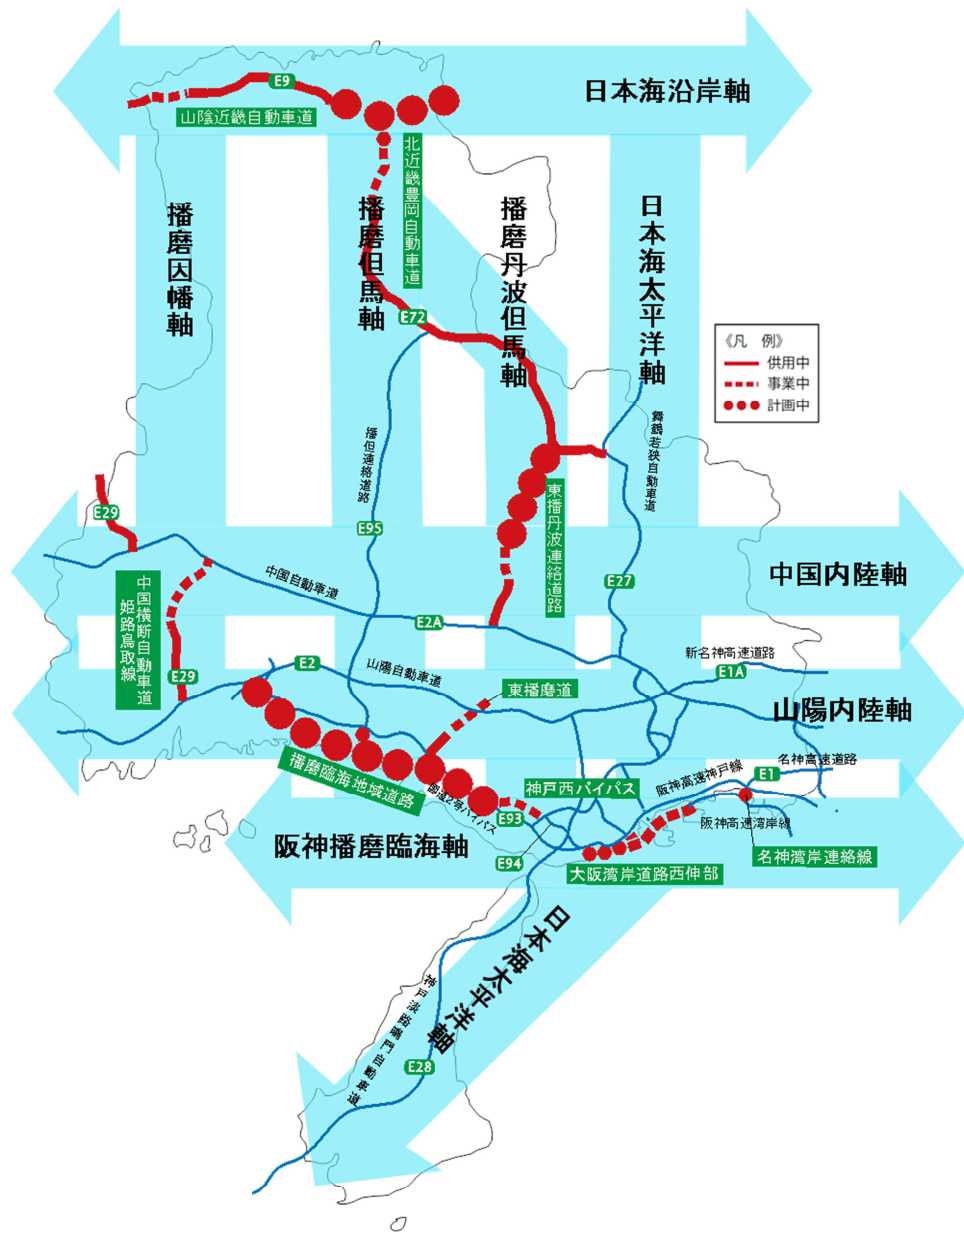 E9
日本海沿岸軸
山陰近畿自動車道
北近畿豊岡自動車道
播磨因幡軸
播磨但馬軸
播磨丹波但馬軸
日本海太平洋軸
E72
《凡 例》
供用中
事業中
計画中
播但連絡道路
舞鶴若狭自動車道
E29
E95
東播丹波連絡道路
中国自動車道
E27
中国内陸軸
中国横断自動車道
姫路鳥取線
E2A
新名神高速道路
E2
山陽自動車道
E1A
E29
東播磨道
山陽内陸軸
播磨臨海地域道路
国道2号バイパス
神戸西バイパス
阪神高速神戸線
名神高速道路
E1
E93
阪神高速湾岸線
阪神播磨臨海軸
E94
名神湾岸連絡線
大阪湾岸道路西伸部
日本海太平洋軸
神戸淡路鳴門自動車道
E28